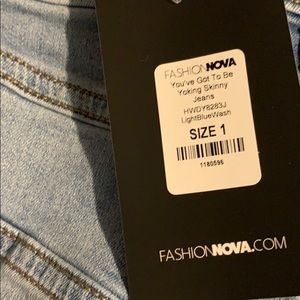 FASHIONNOVA
You've Got To Be
Yoking Skinny
Jeans
HWDY8283J
LightBlueWash
SIZE 1
1180596
FASHIONNOVA.COM